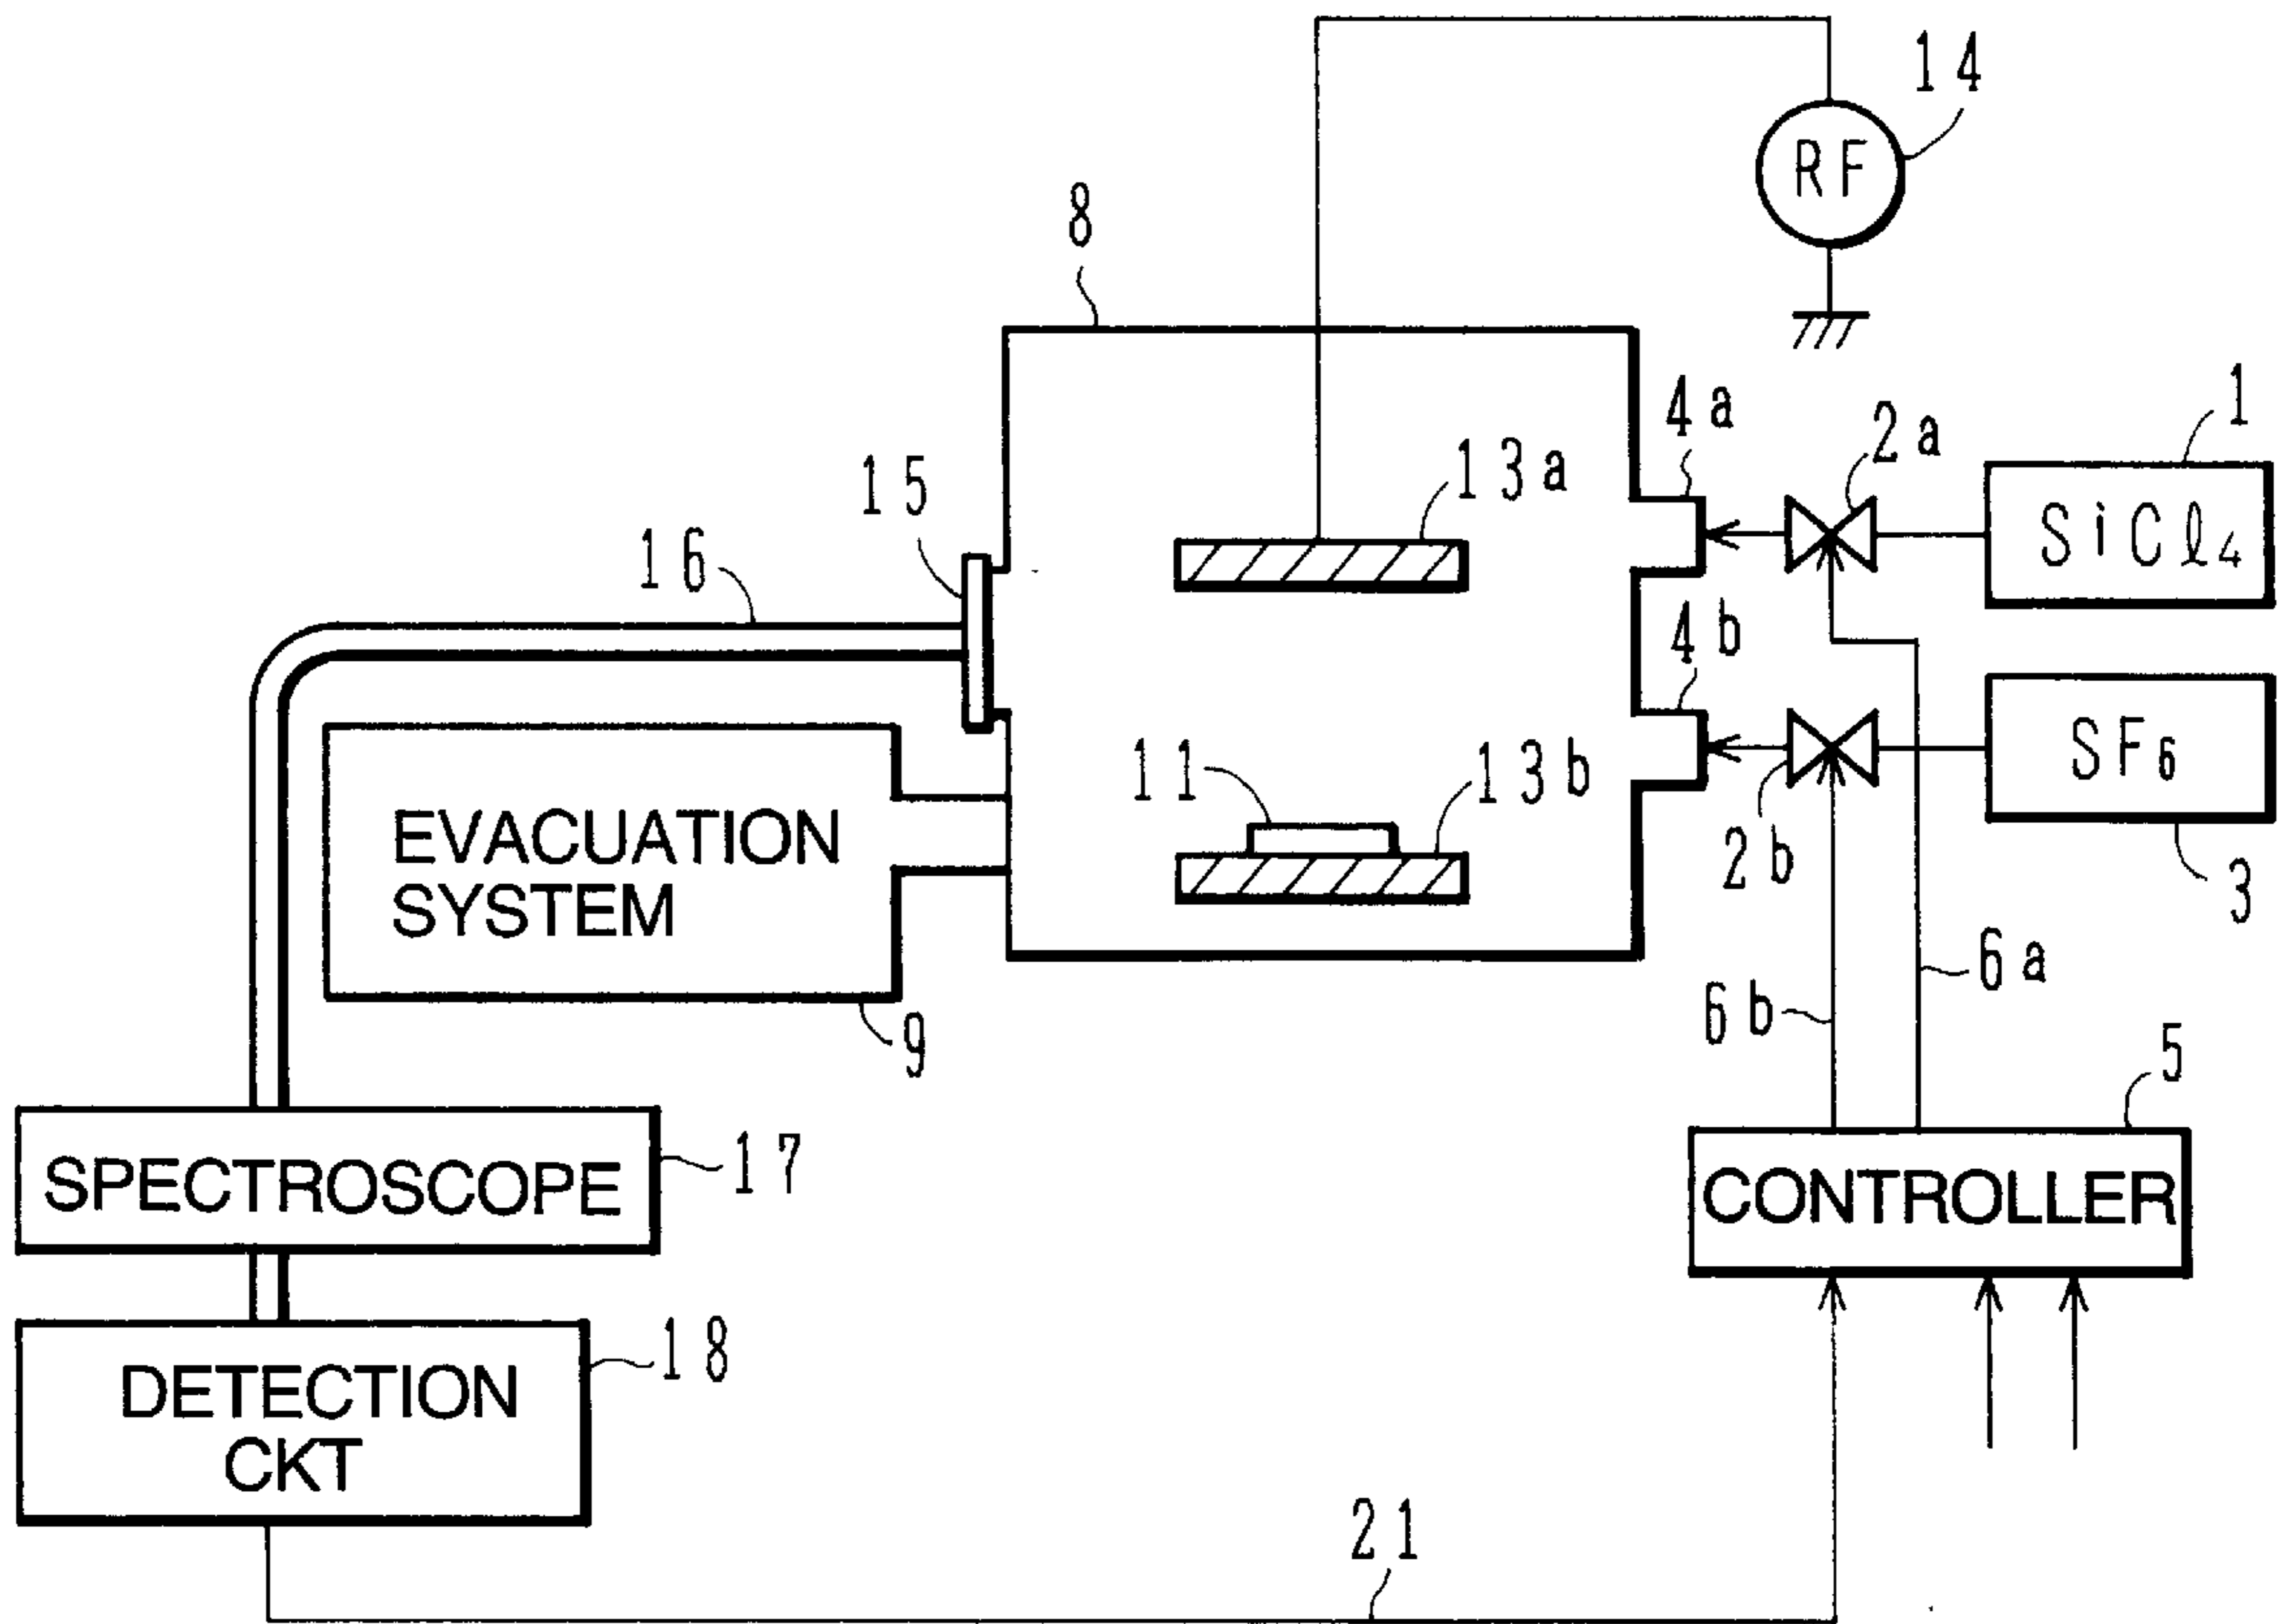 14
RF
8
1
4a
2a
13a
15
SiCl4
16
4b
SF6
11
13b
EVACUATION
SYSTEM
2b
3
6a
6b
9
5
SPECTROSCOPE
17
CONTROLLER
18
DETECTION
CKT
21